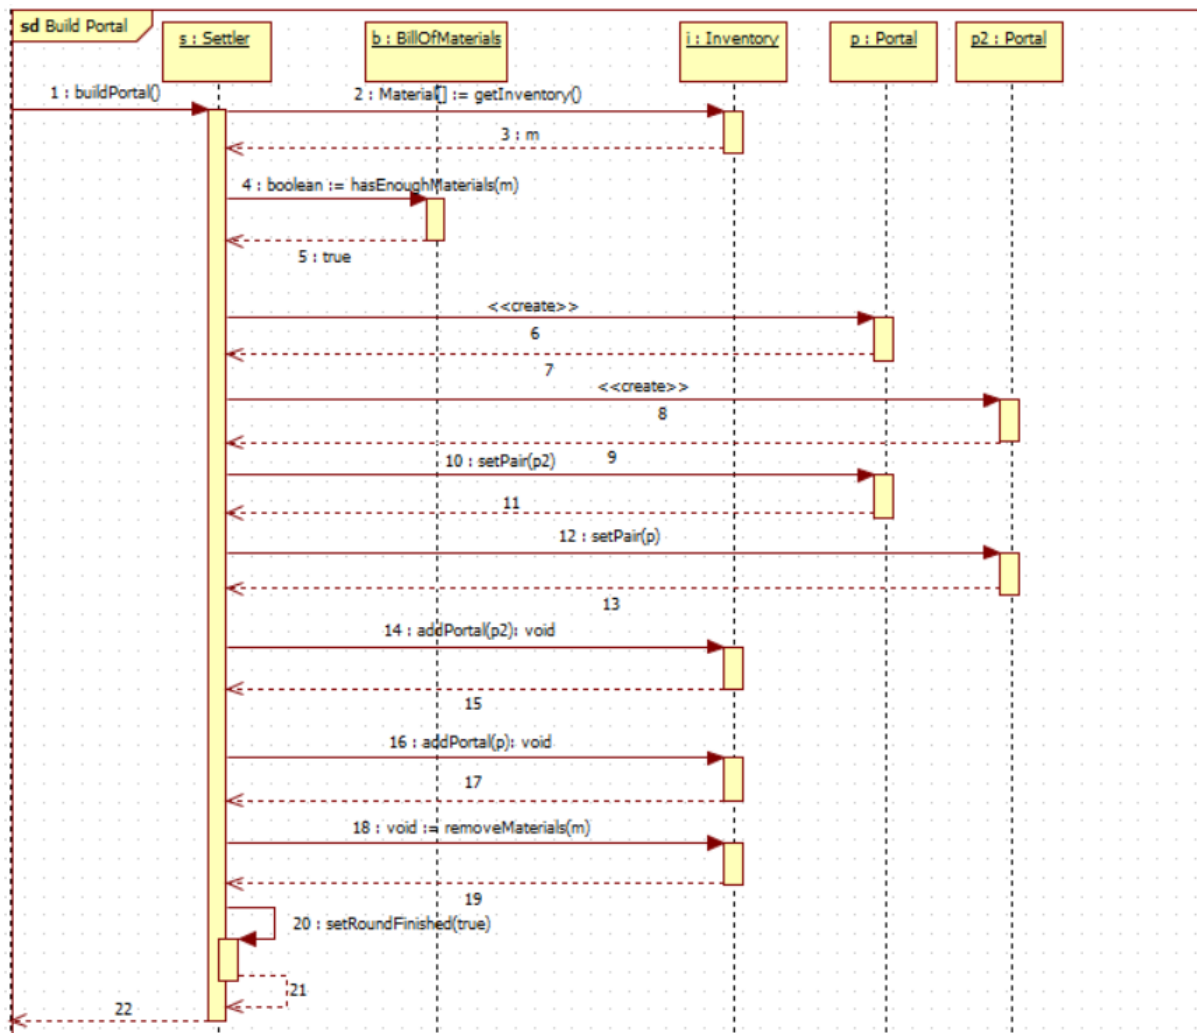 sd Build Portal
s : Settler
b : BillOfMaterials
i : Inventory
p : Portal
p2 : Portal
1 : buildPortal()
2 : Material[] := getInventory()
3 : m
4 : boolean := hasEnoughMaterials(m)
5 : true
<<create>>
6
7
<<create>>
8
9
10 : setPair(p2)
11
12 : setPair(p)
13
14 : addPortal(p2): void
15
16 : addPortal(p): void
17
18 : void := removeMaterials(m)
19
20 : setRoundFinished(true)
21
22